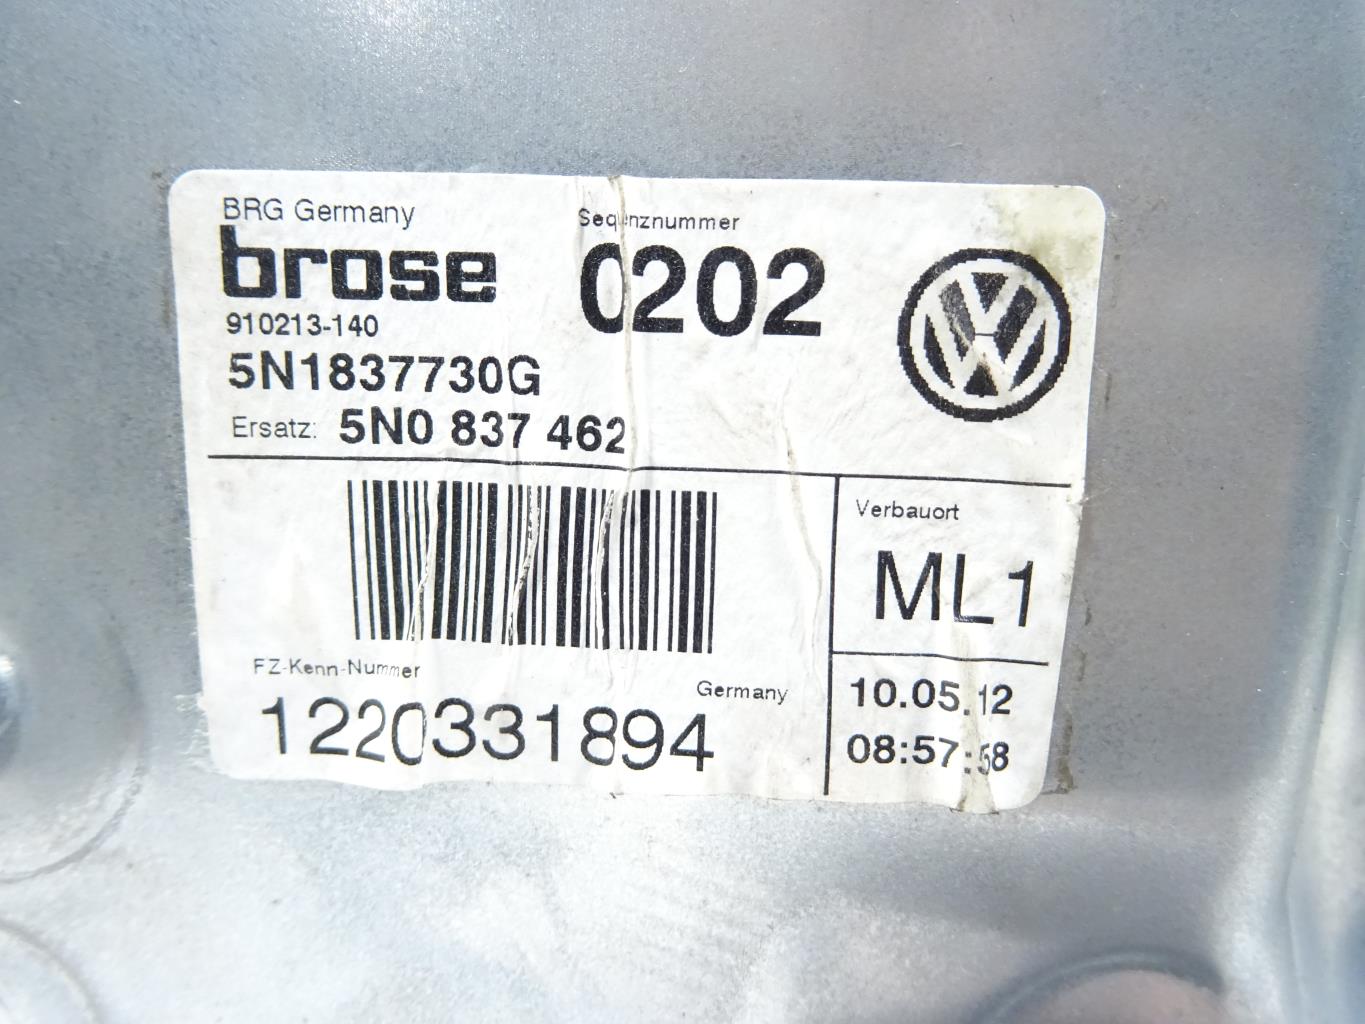 BRG Germany
brose
910213-140
5N1837730G
Ersatz: 5N0 837 462
Sequenznummer
0202
Verbauort
ML1
FZ-Kenn-Nummer
Germany
1220331894
10.05.12
08:57:58